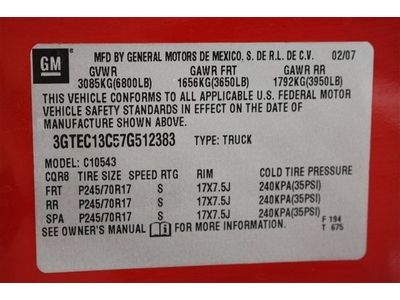 GM
MFD BY GENERAL MOTORS DE MEXICO, S. DE R.L. DE C.V. 02/07
GVWR GAWR FRT GAWR RR
3085KG(6800LB) 1656KG(3650LB) 1792KG(3950LB)
THIS VEHICLE CONFORMS TO ALL APPLICABLE U.S. FEDERAL MOTOR
VEHICLE SAFETY STANDARDS IN EFFECT ON THE DATE OF
MANUFACTURE SHOWN ABOVE.
3GTEC13C57G512383 TYPE: TRUCK
MODEL: C10543
CQR8 TIRE SIZE SPEED RTG RIM COLD TIRE PRESSURE
FRT P245/70R17 S 17X7.5J 240KPA(35PSI)
RR P245/70R17 S 17X7.5J 240KPA(35PSI)
SPA P245/70R17 S 17X7.5J 240KPA(35PSI)
SEE OWNER'S MANUAL FOR MORE INFORMATION. F 194
T 675